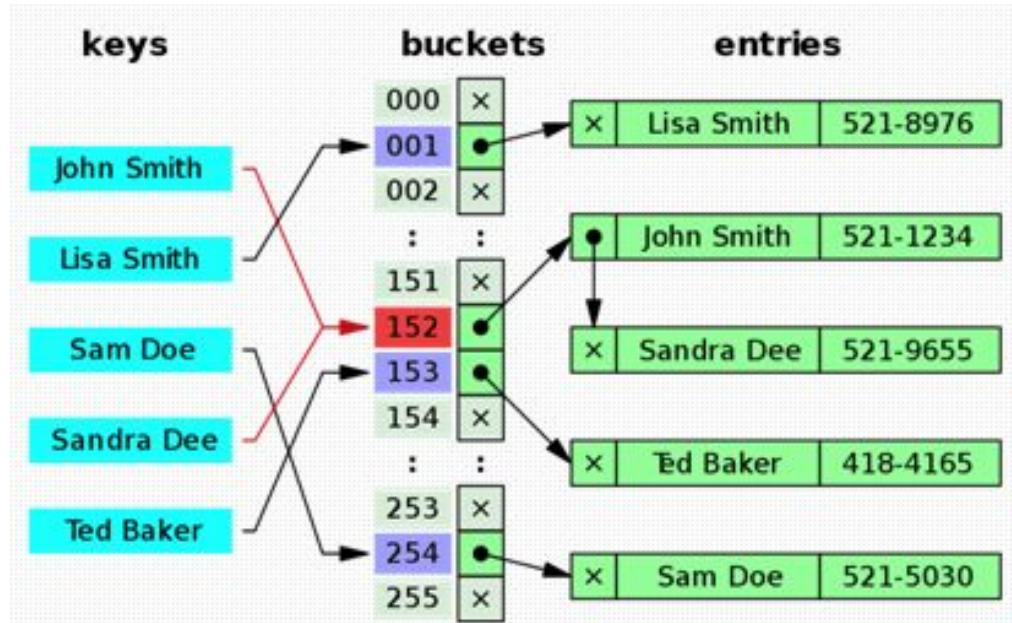 keys buckets entries
John Smith
Lisa Smith
Sam Doe
Sandra Dee
Ted Baker
000 ×
001
002 ×
: :
151 ×
152
153
154 ×
: :
253 ×
254
255 ×
× Lisa Smith 521-8976
John Smith 521-1234
× Sandra Dee 521-9655
× Ted Baker 418-4165
× Sam Doe 521-5030